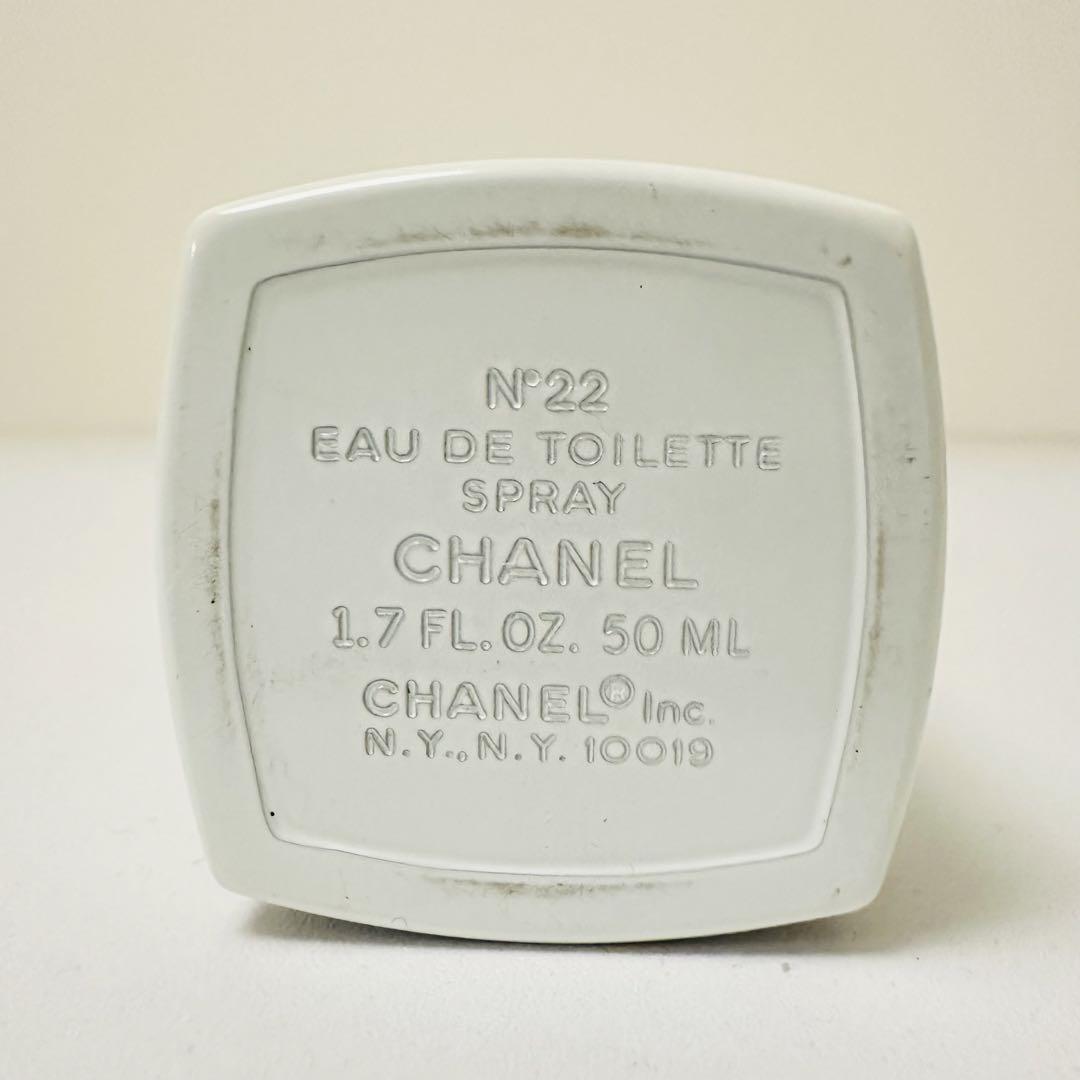 N°22
EAU DE TOILETTE
SPRAY
CHANEL
1.7 FL. OZ. 50 ML
CHANEL® Inc.
N.Y., N.Y. 10019